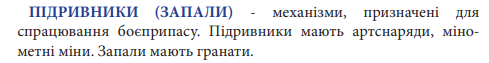 ПІДРИВНИКИ (ЗАПАЛИ) - механізми, призначені для
спрацювання боєприпасу. Підривники мають артснаряди, міно-
метні міни. Запали мають гранати.